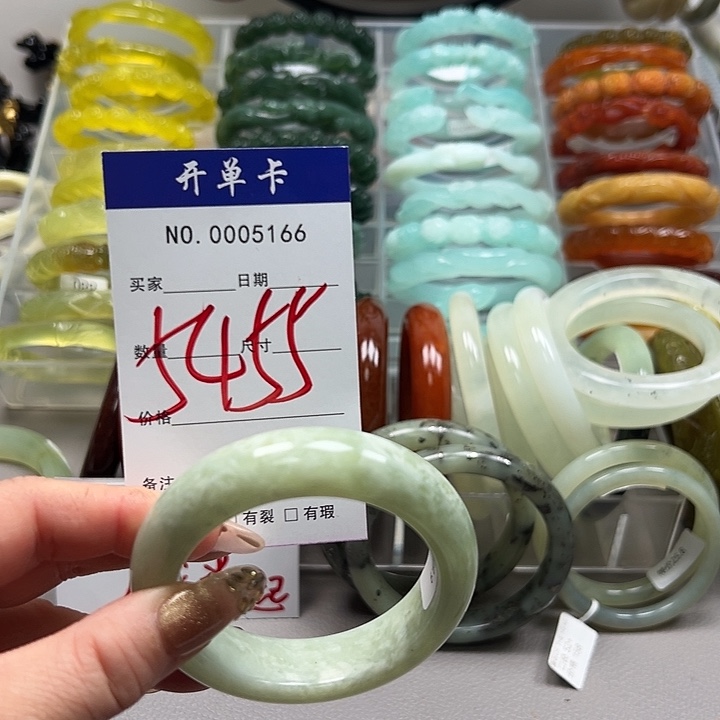 开单卡
NO. 0005166
买家 日期
5455
数量 尺寸
价格
备注
有裂 □ 有瑕
起